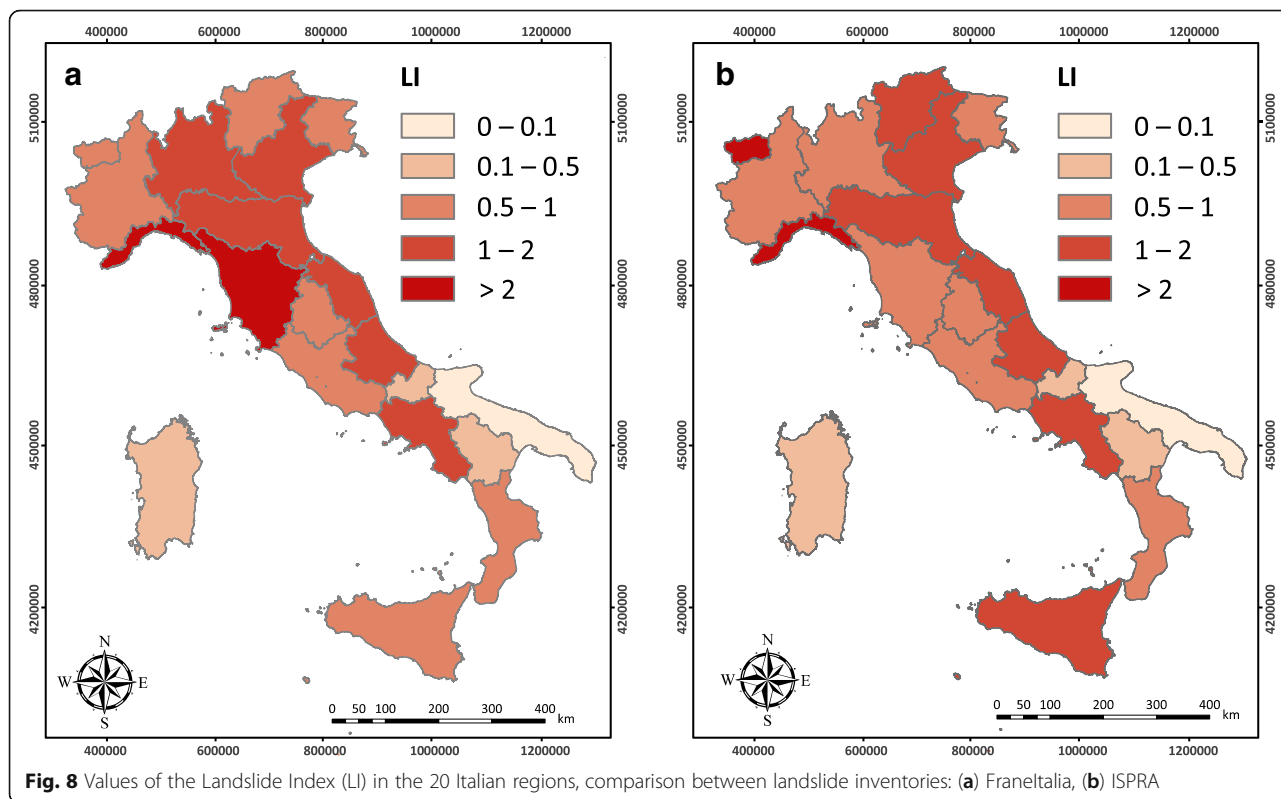 400000 600000 800000 1000000 1200000
400000 600000 800000 1000000 1200000
a
LI
0 – 0.1
0.1 – 0.5
0.5 – 1
1 – 2
> 2
5100000
4800000
4500000
4200000
N
W E
S
0 50 100 200 300 400
km
400000 600000 800000 1000000 1200000
b
LI
0 – 0.1
0.1 – 0.5
0.5 – 1
1 – 2
> 2
5100000
4800000
4500000
4200000
5100000
4800000
4500000
4200000
N
W E
S
0 50 100 200 300 400
km
400000 600000 800000 1000000 1200000
Fig. 8 Values of the Landslide Index (LI) in the 20 Italian regions, comparison between landslide inventories: (a) FraneItalia, (b) ISPRA